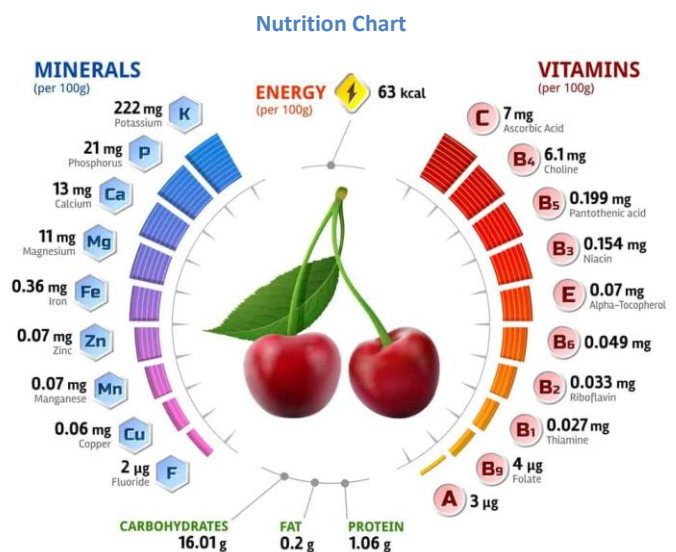 Nutrition Chart
MINERALS
(per 100g)
222 mg
Potassium
K
21 mg
Phosphorus
P
13 mg
Calcium
Ca
11 mg
Magnesium
Mg
0.36 mg
Iron
Fe
0.07 mg
Zinc
Zn
0.07 mg
Manganese
Mn
0.06 mg
Copper
Cu
2 µg
Fluoride
F
ENERGY
(per 100g)
63 kcal
VITAMINS
(per 100g)
C
7 mg
Ascorbic Acid
B4
6.1 mg
Choline
B5
0.199 mg
Pantothenic acid
B3
0.154 mg
Niacin
E
0.07 mg
Alpha-Tocopherol
B6
0.049 mg
B2
0.033 mg
Riboflavin
B1
0.027 mg
Thiamine
B9
4 µg
Folate
A
3 µg
CARBOHYDRATES
16.01 g
FAT
0.2 g
PROTEIN
1.06 g